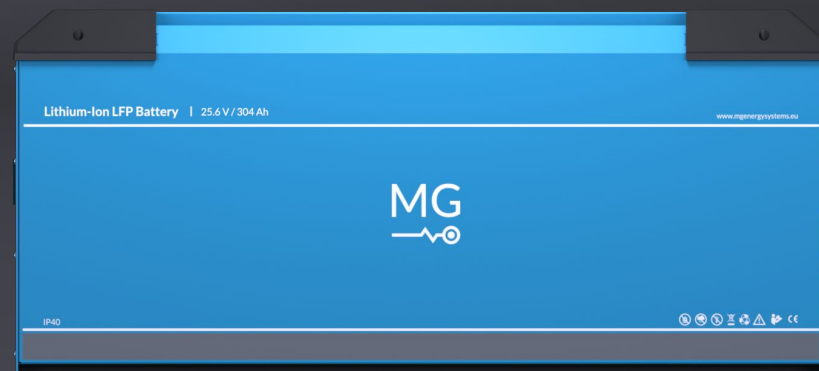 Lithium-Ion LFP Battery | 25.6 V / 304 Ah
www.mgenergysystems.eu
MG
IP40
CE